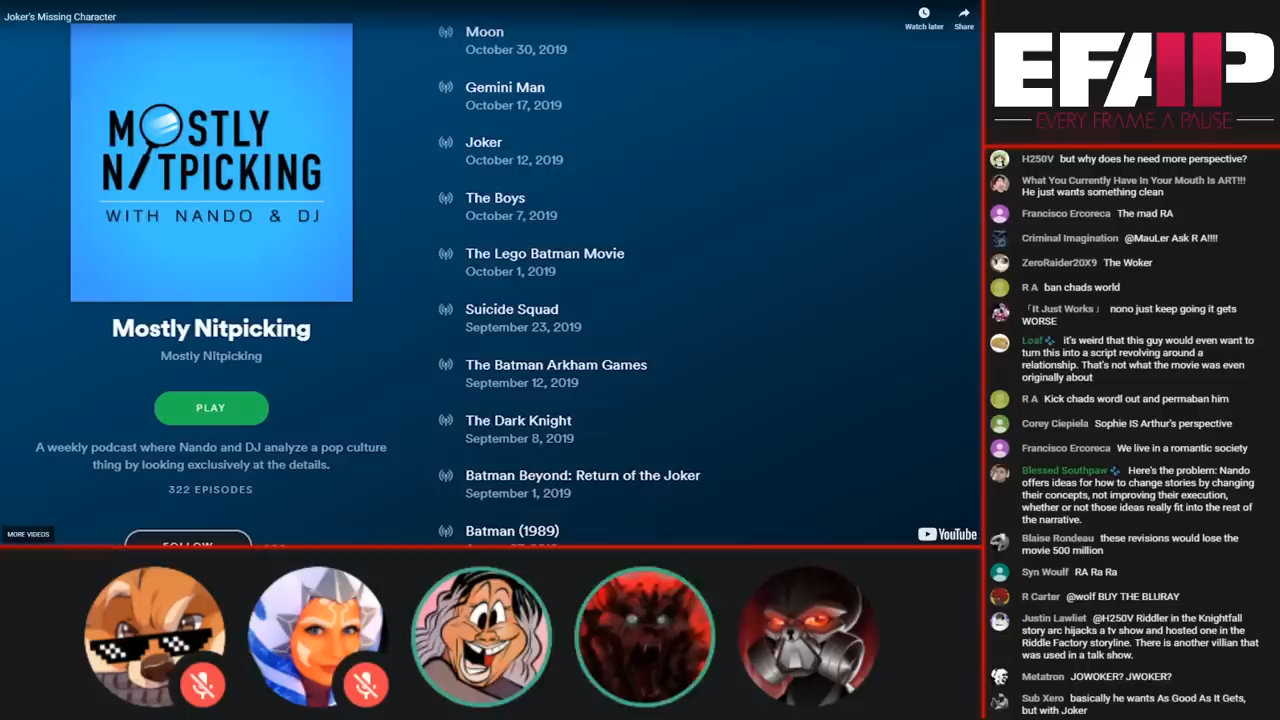 Joker's Missing Character
Watch later
Share
MOSTLY
NITPICKING
WITH NANDO & DJ
Mostly Nitpicking
Mostly Nitpicking
PLAY
A weekly podcast where Nando and DJ analyze a pop culture
thing by looking exclusively at the details.
322 EPISODES
FOLLOW
MORE VIDEOS
Moon
October 30, 2019
Gemini Man
October 17, 2019
Joker
October 12, 2019
The Boys
October 7, 2019
The Lego Batman Movie
October 1, 2019
Suicide Squad
September 23, 2019
The Batman Arkham Games
September 12, 2019
The Dark Knight
September 8, 2019
Batman Beyond: Return of the Joker
September 1, 2019
Batman (1989)
YouTube
EFAP
EVERY FRAME A PAUSE
H250V but why does he need more perspective?
What You Currently Have In Your Mouth Is ART!!!
He just wants something clean
Francisco Ercoreca The mad RA
Criminal Imagination @MauLer Ask R A!!!!
ZeroRaider20X9 The Woker
R A ban chads world
「It Just Works」 nono just keep going it gets
WORSE
Loaf it's weird that this guy would even want to
turn this into a script revolving around a
relationship. That's not what the movie was even
originally about
R A Kick chads wordl out and permaban him
Corey Ciepiela Sophie IS Arthur's perspective
Francisco Ercoreca We live in a romantic society
Blessed Southpaw Here's the problem: Nando
offers ideas for how to change stories by changing
their concepts, not improving their execution,
whether or not those ideas really fit into the rest of
the narrative.
Blaise Rondeau these revisions would lose the
movie 500 million
Syn Woulf RA Ra Ra
R Carter @wolf BUY THE BLURAY
Justin Lawliet @H250V Riddler in the Knightfall
story arc hijacks a tv show and hosted one in the
Riddle Factory storyline. There is another villian that
was used in a talk show.
Metatron JOWOKER? JWOKER?
Sub Xero basically he wants As Good As It Gets,
but with Joker